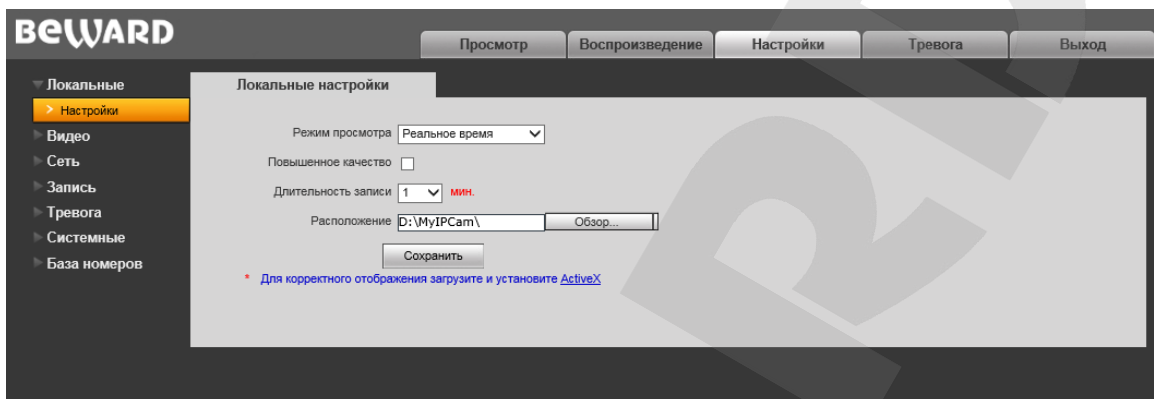 BEWARD
Просмотр Воспроизведение Настройки Тревога Выход
Локальные
Настройки
Видео
Сеть
Запись
Тревога
Системные
База номеров
Локальные настройки
Режим просмотра Реальное время
Повышенное качество
Длительность записи 1 мин.
Расположение D:\MyIPCam\ Обзор...
Сохранить
* Для корректного отображения загрузите и установите ActiveX